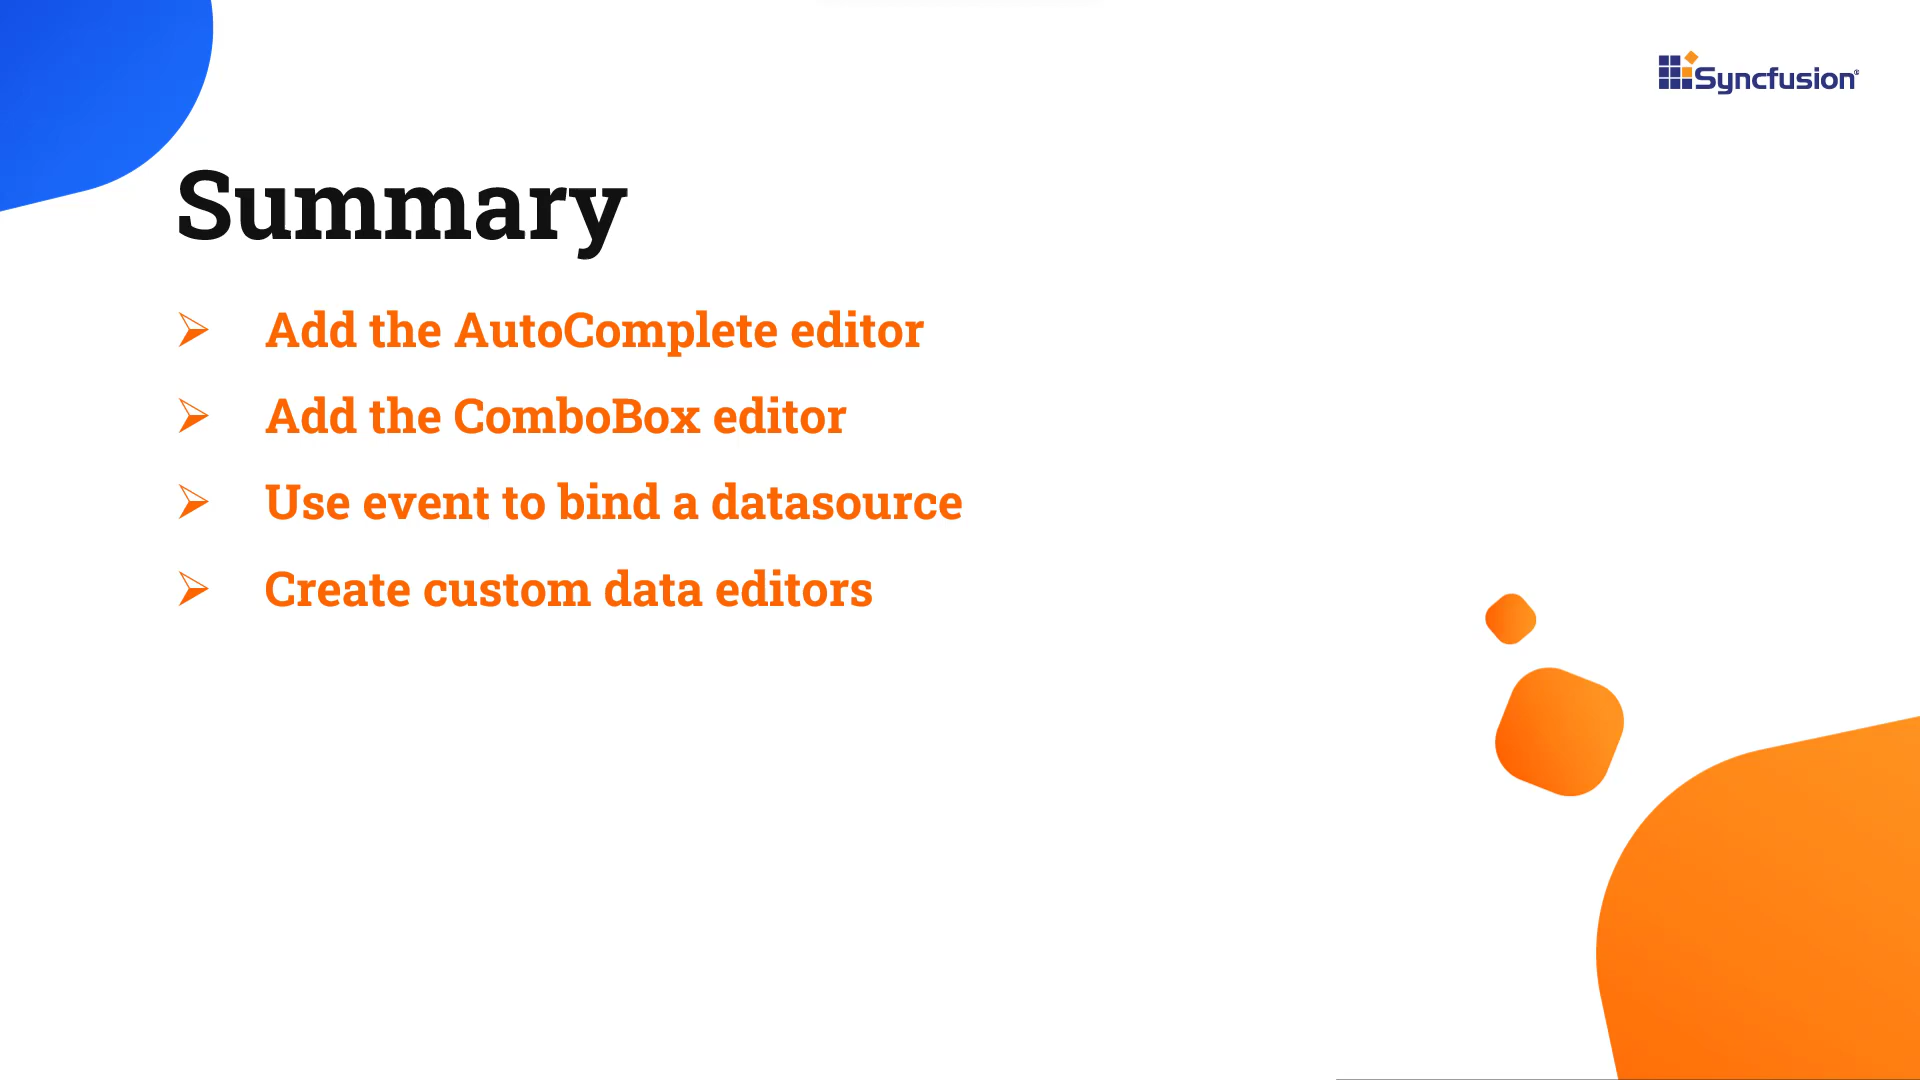 Syncfusion®
Summary
➢ Add the AutoComplete editor
➢ Add the ComboBox editor
➢ Use event to bind a datasource
➢ Create custom data editors